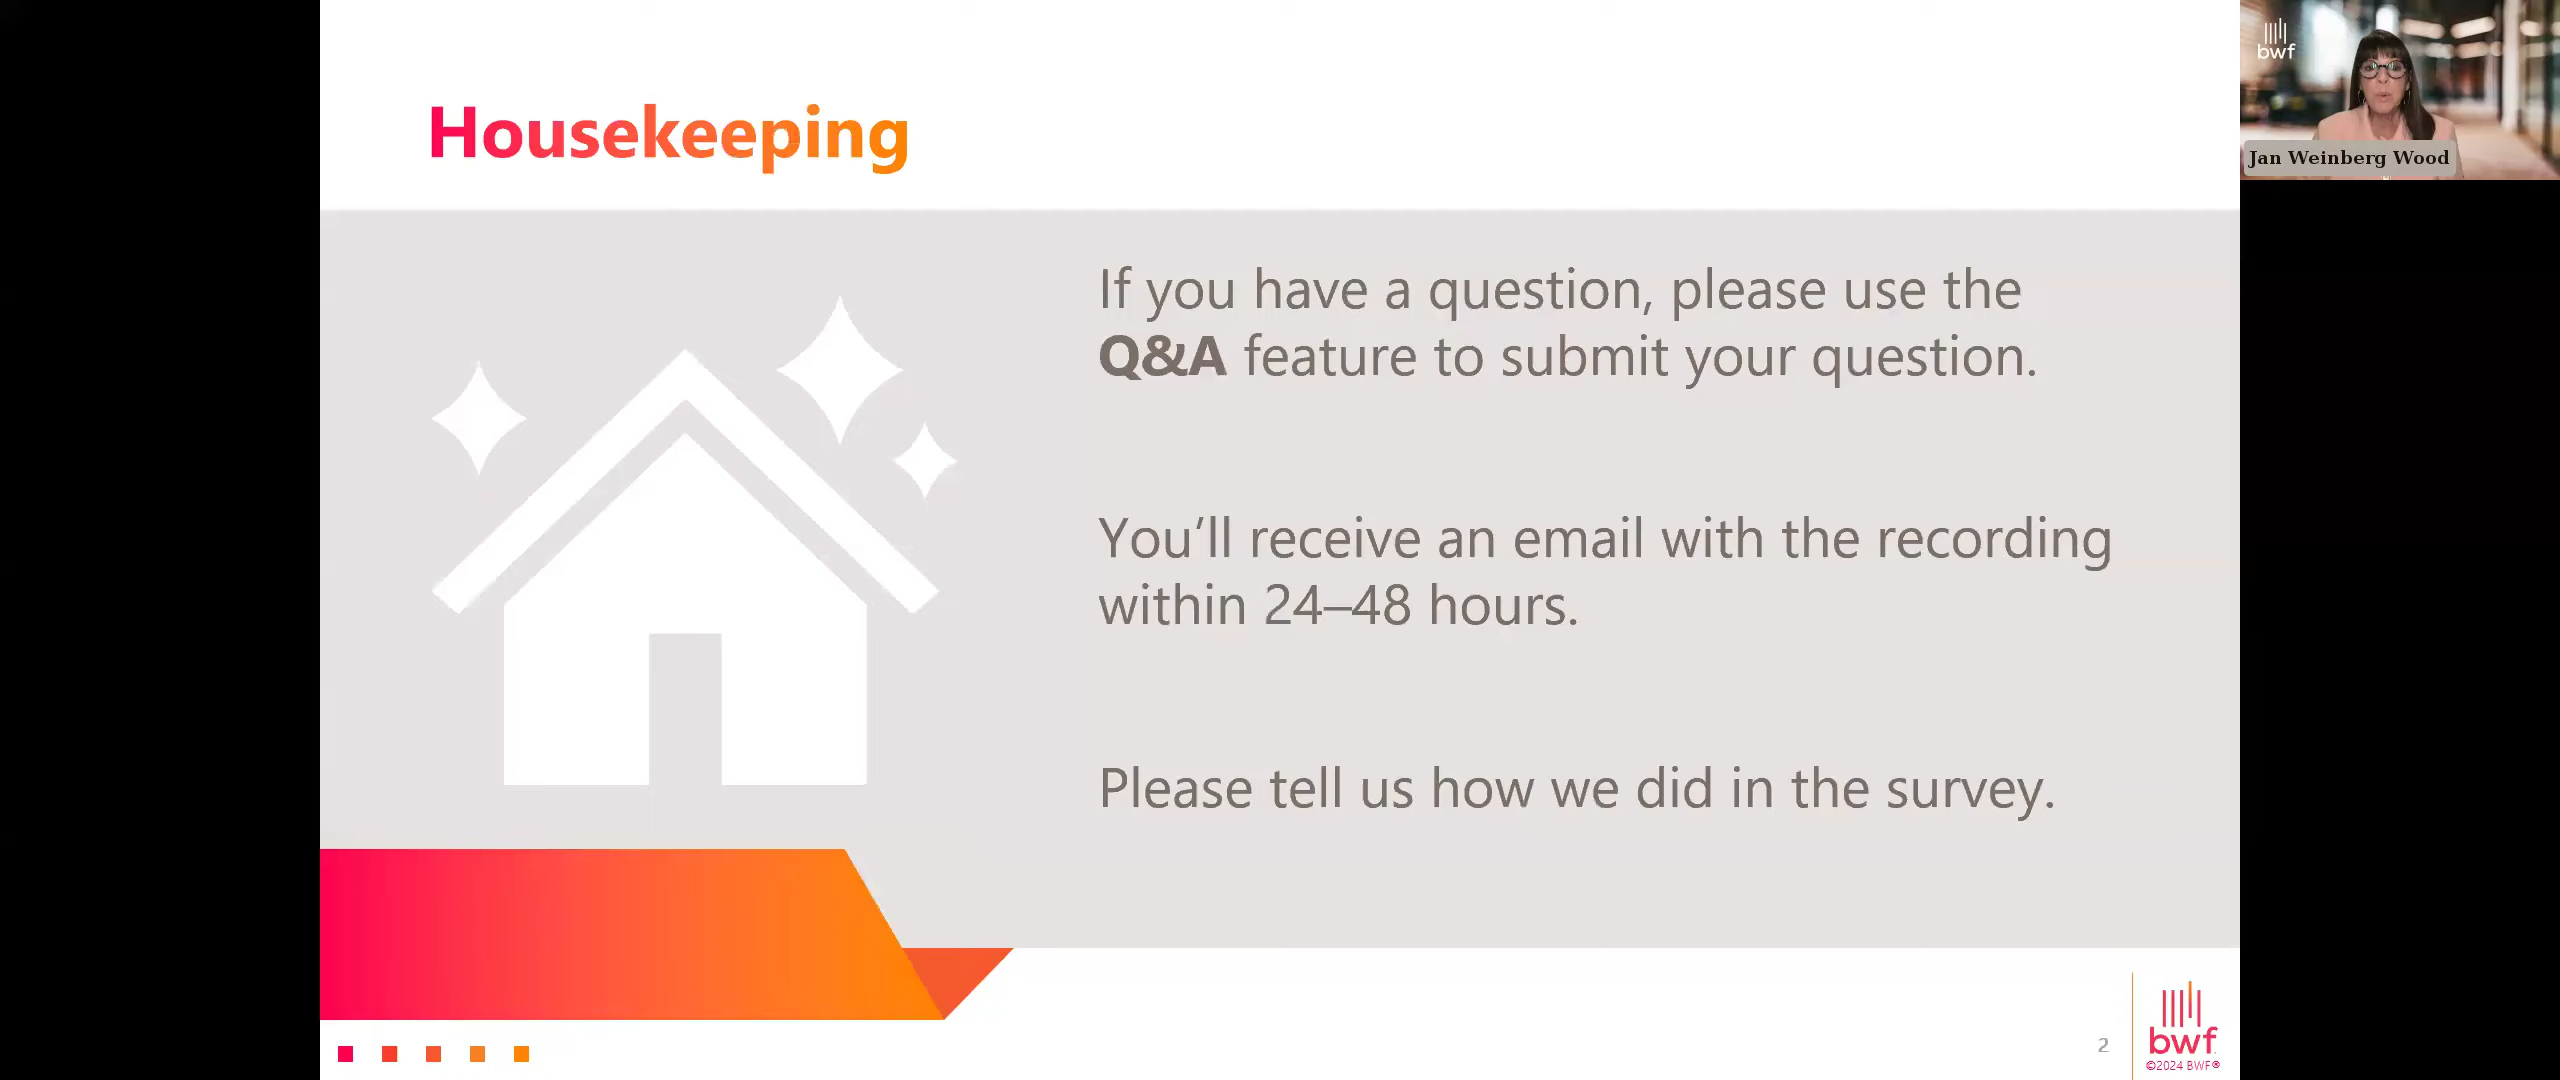 Housekeeping
If you have a question, please use the
Q&A feature to submit your question.
You’ll receive an email with the recording
within 24–48 hours.
Please tell us how we did in the survey.
2
bwf
©2024 BWF®
bwf
Jan Weinberg Wood